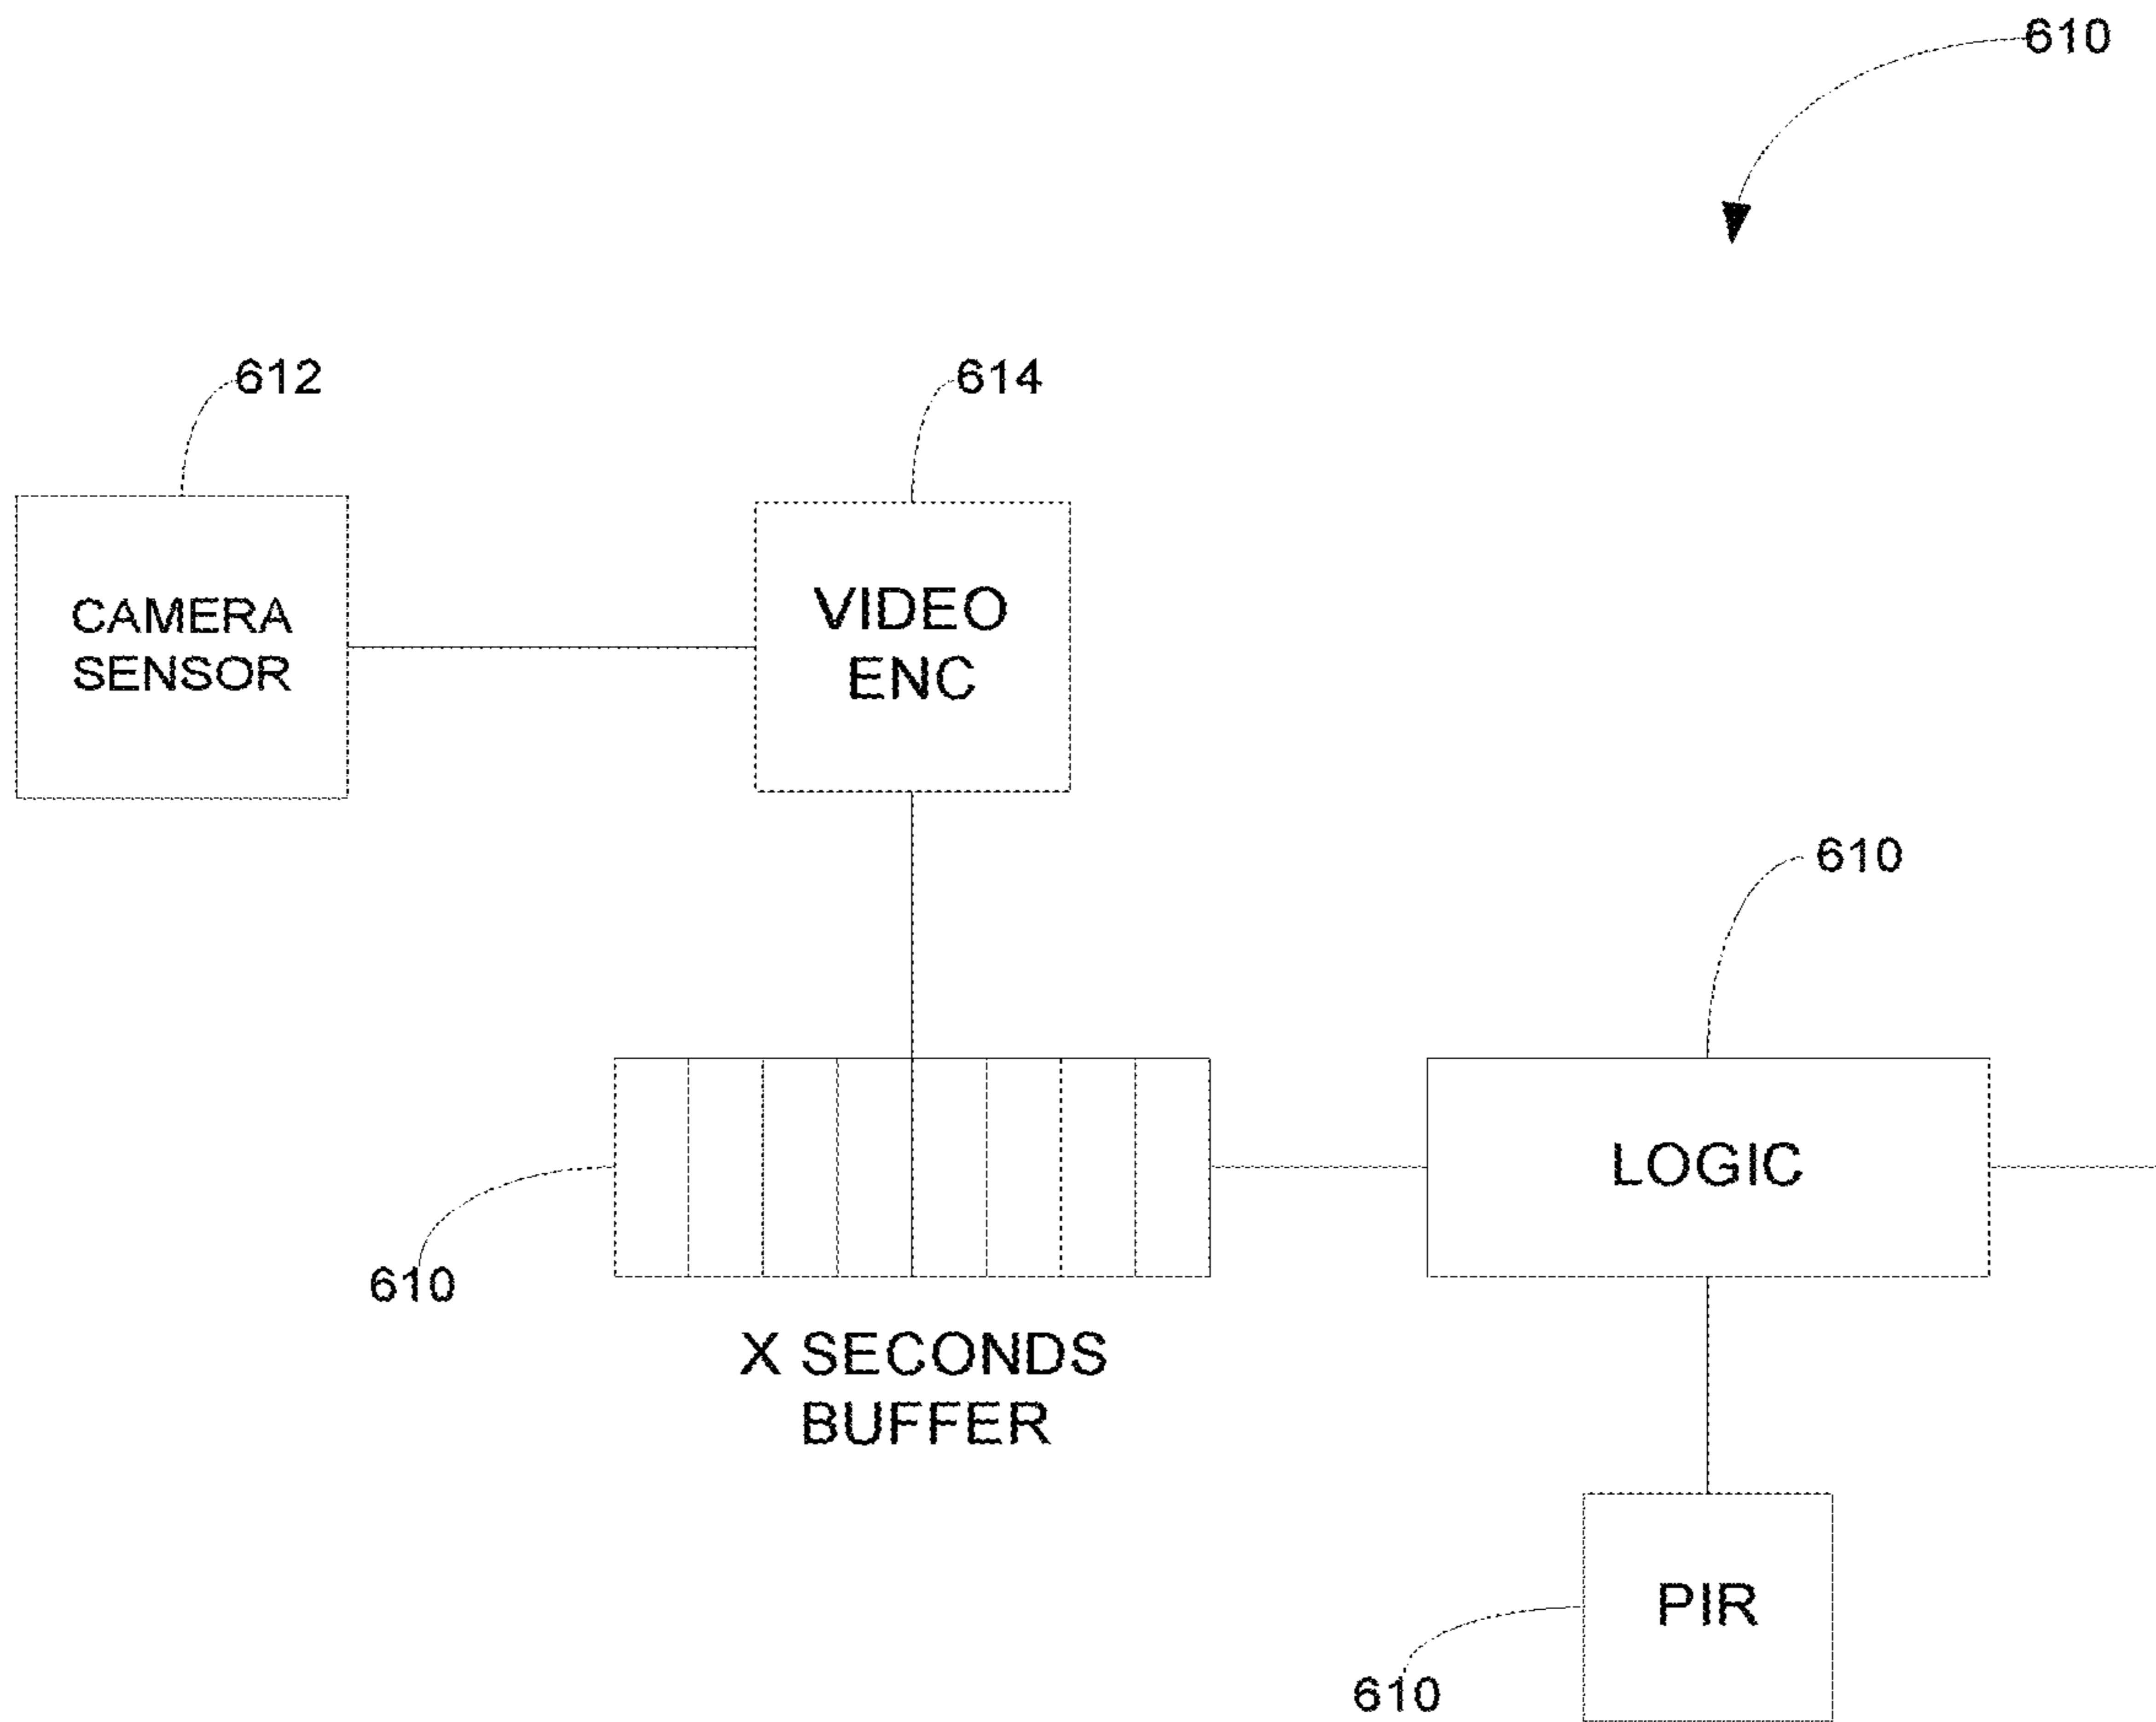 610
612
614
CAMERA
SENSOR
VIDEO
ENC
610
LOGIC
610
X SECONDS
BUFFER
PIR
610